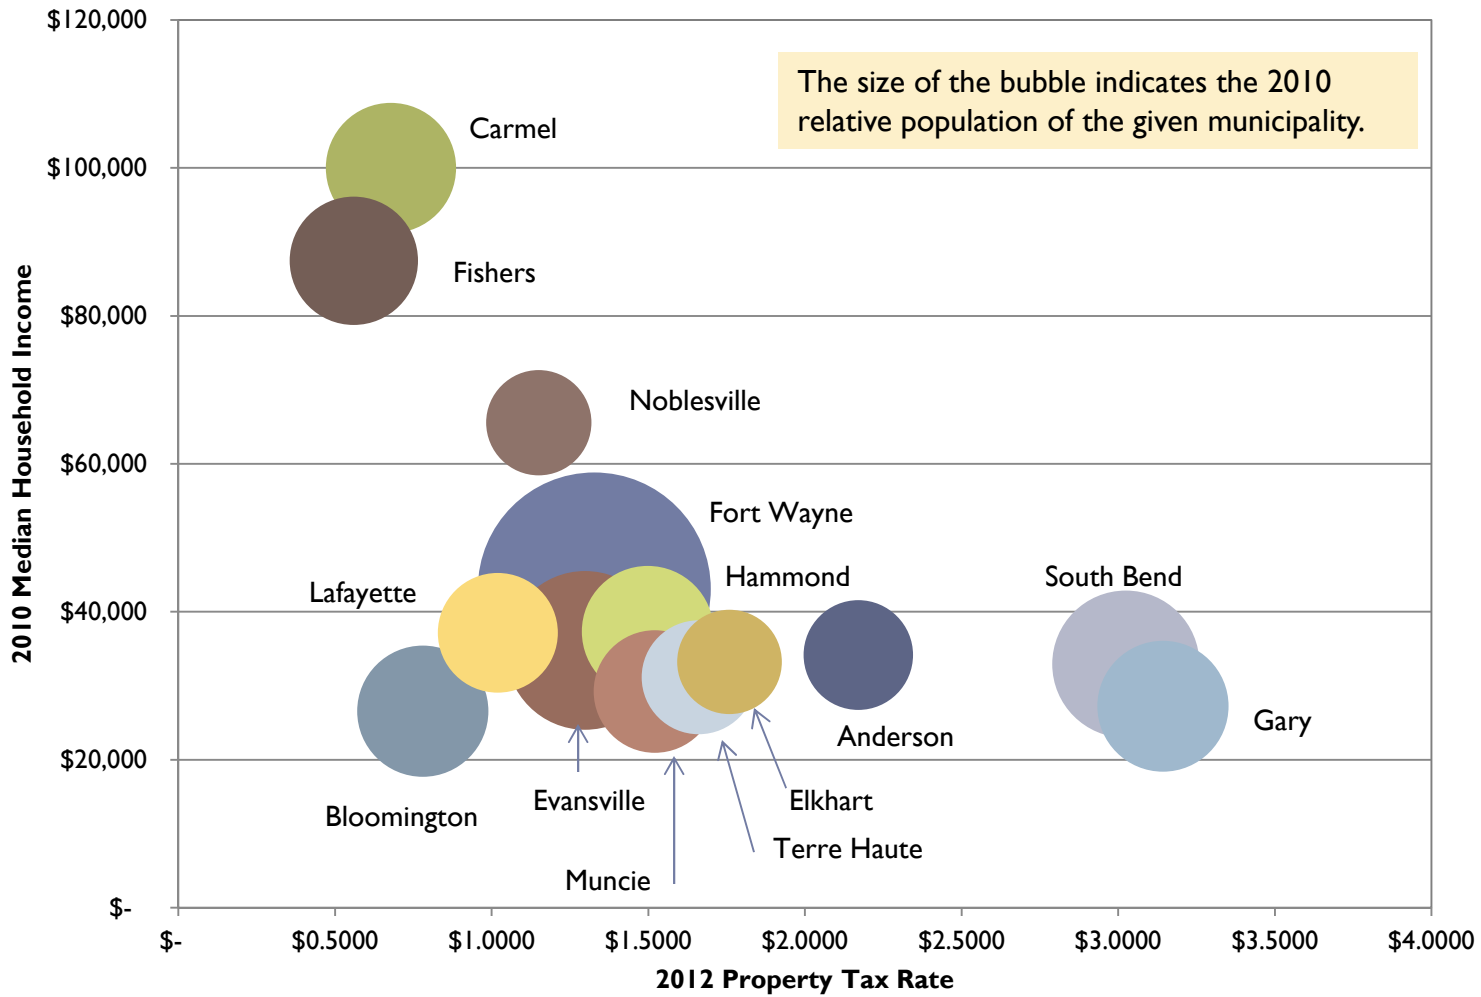 $120,000
The size of the bubble indicates the 2010
relative population of the given municipality.
Carmel
$100,000
Fishers
$80,000
2010 Median Household Income
Noblesville
$60,000
Fort Wayne
Hammond
South Bend
Lafayette
$40,000
Gary
Anderson
$20,000
Evansville
Elkhart
Bloomington
Terre Haute
Muncie
$-
$-
$0.5000
$1.0000
$1.5000
$2.0000
$2.5000
$3.0000
$3.5000
$4.0000
2012 Property Tax Rate